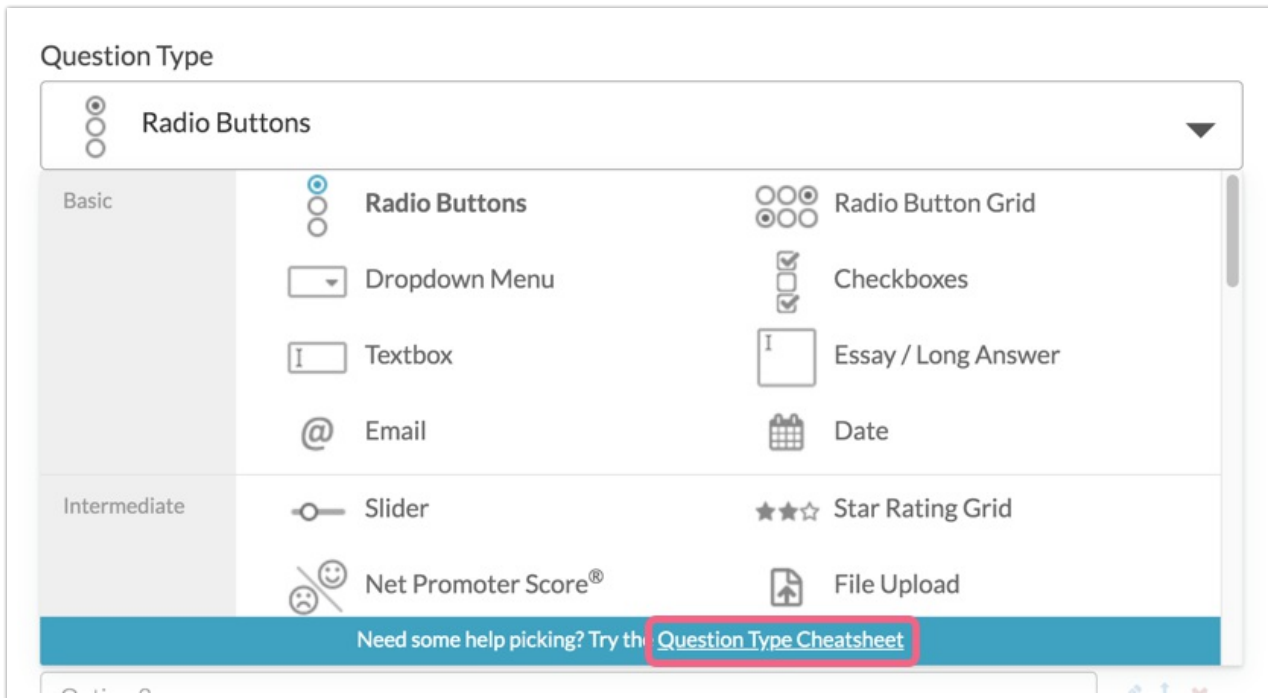 Question Type
Radio Buttons
Basic
Radio Buttons
Radio Button Grid
Dropdown Menu
Checkboxes
Textbox
Essay / Long Answer
@ Email
Date
Intermediate
Slider
Star Rating Grid
Net Promoter Score®
File Upload
Need some help picking? Try the Question Type Cheatsheet